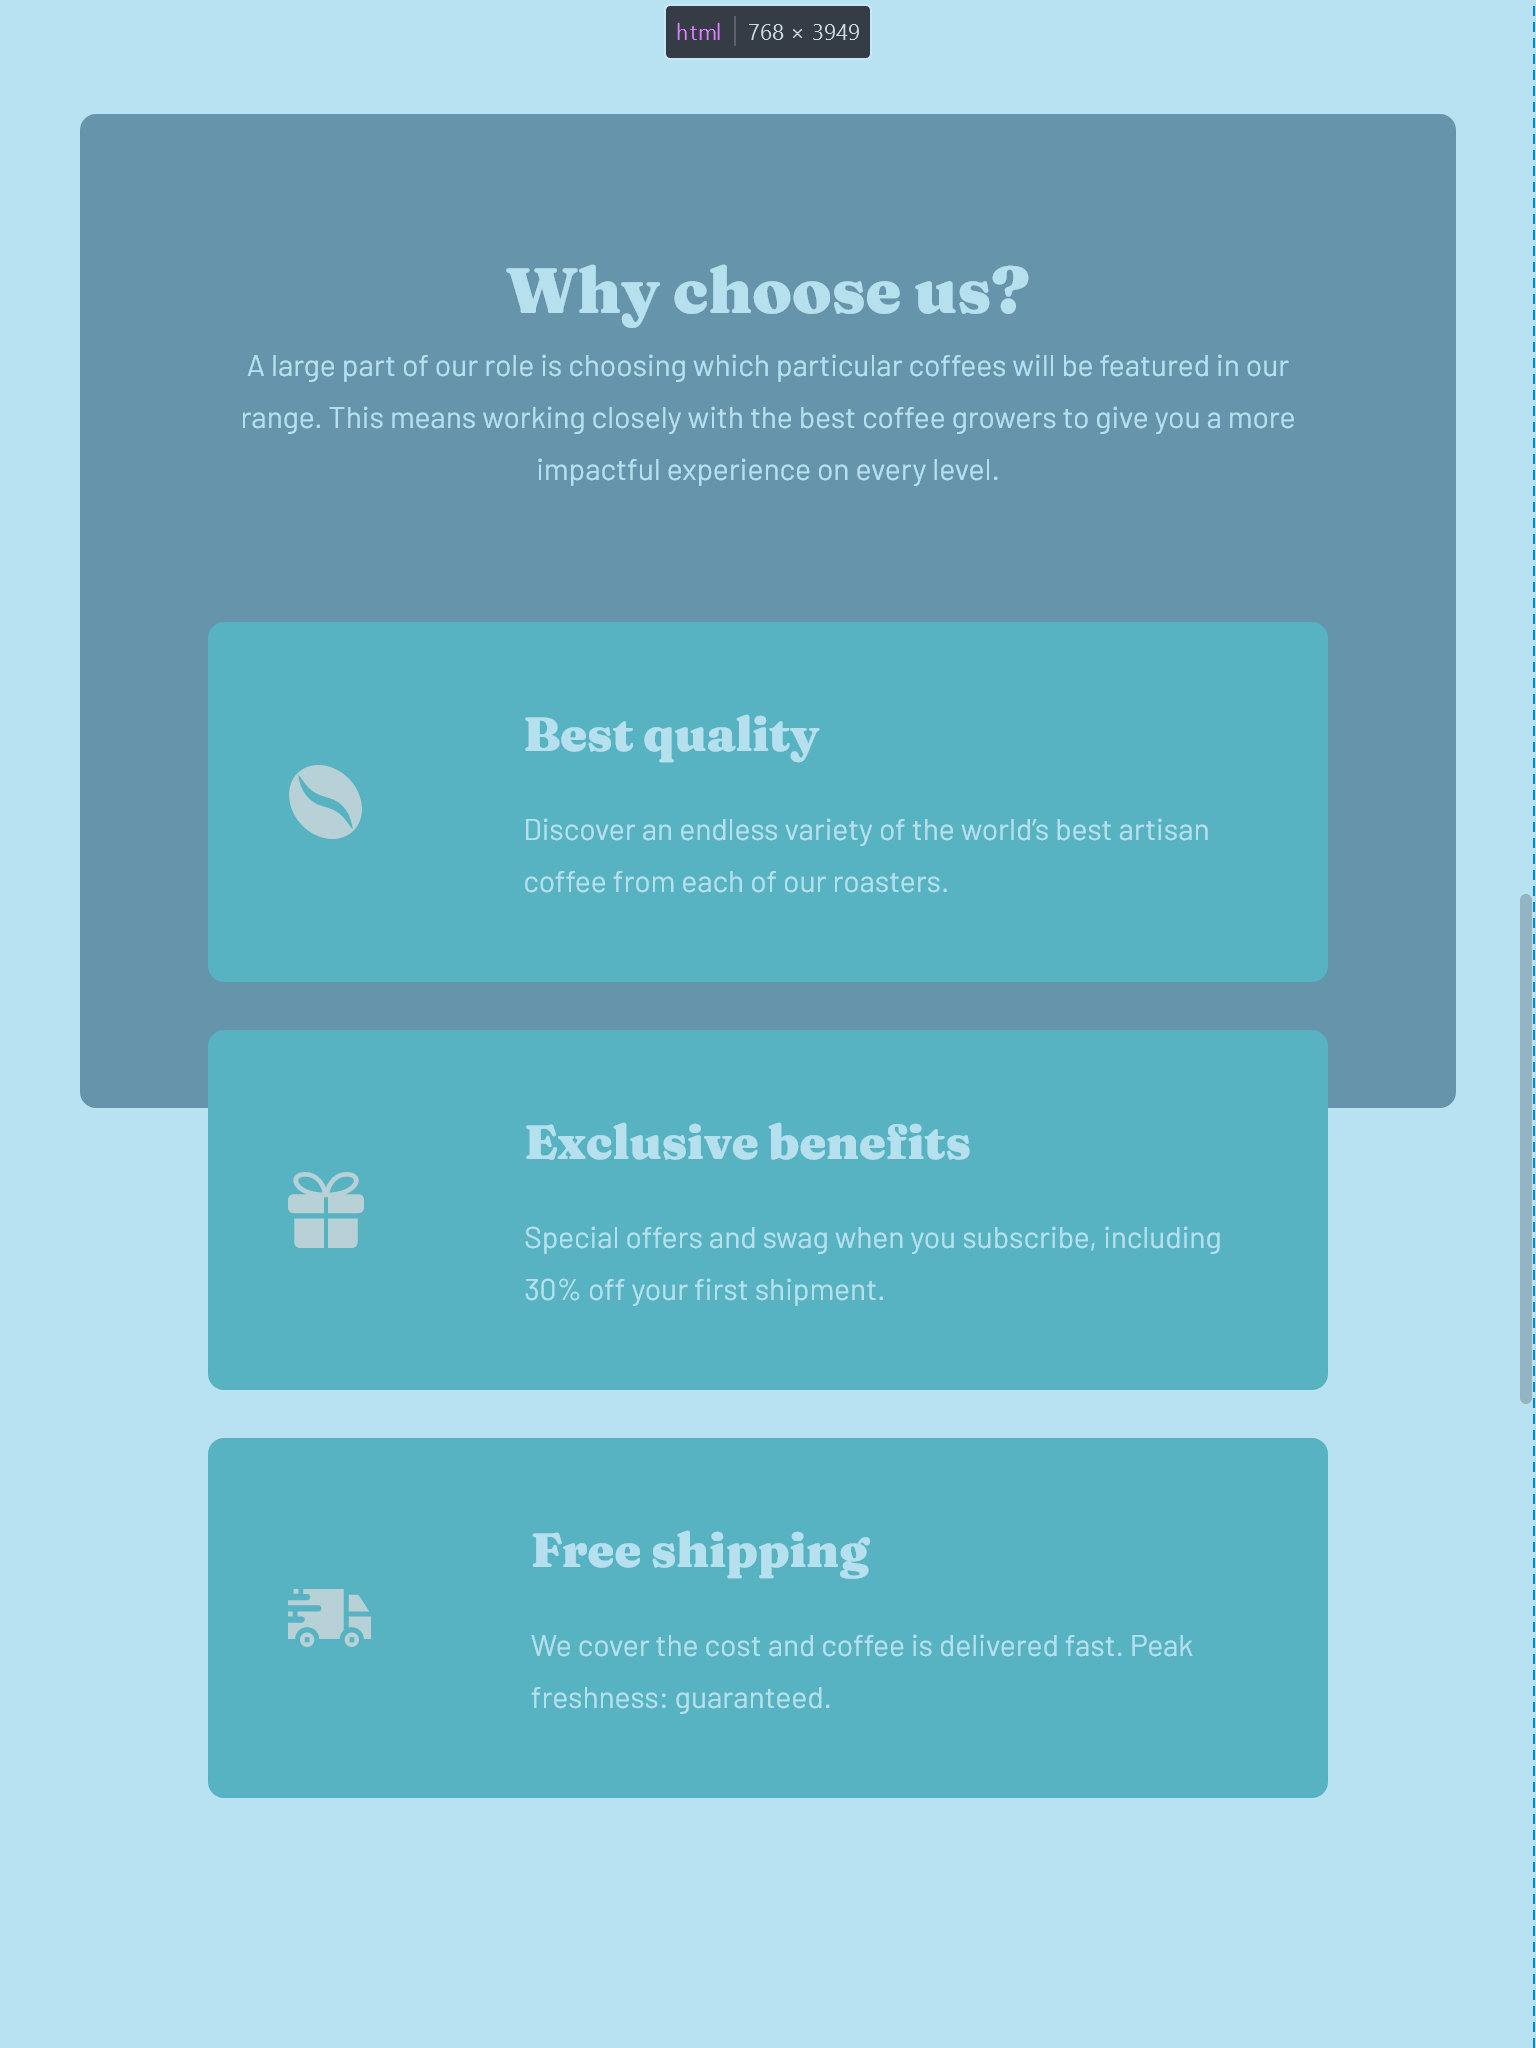 html 768 × 3949
Why choose us?
A large part of our role is choosing which particular coffees will be featured in our
range. This means working closely with the best coffee growers to give you a more
impactful experience on every level.
Best quality
Discover an endless variety of the world’s best artisan
coffee from each of our roasters.
Exclusive benefits
Special offers and swag when you subscribe, including
30% off your first shipment.
Free shipping
We cover the cost and coffee is delivered fast. Peak
freshness: guaranteed.